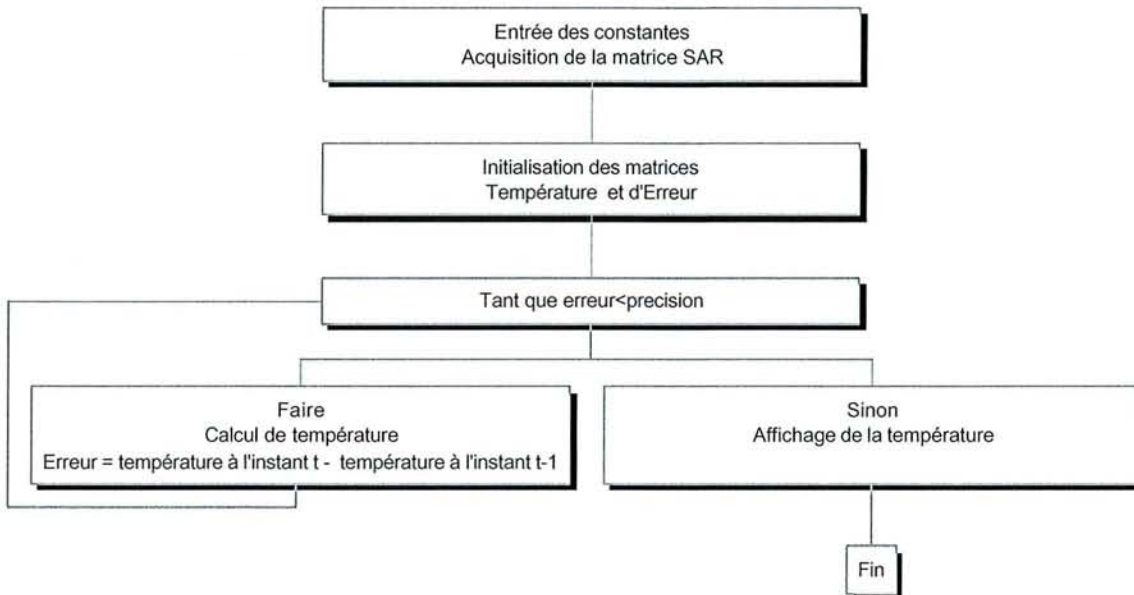 Entrée des constantes
Acquisition de la matrice SAR
Initialisation des matrices
Température et d'Erreur
Tant que erreur<precision
Faire
Calcul de température
Erreur = température à l'instant t - température à l'instant t-1
Sinon
Affichage de la température
Fin